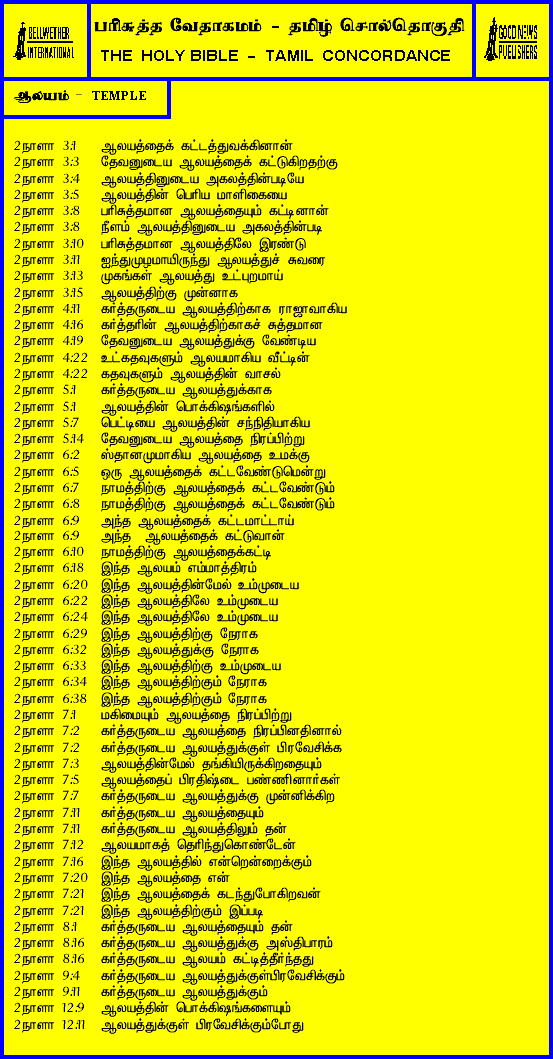 BELLWETHER
INTERNATIONAL
பரிசுத்த வேதாகமம் - தமிழ் சொல்தொகுதி
THE HOLY BIBLE - TAMIL CONCORDANCE
GOOD NEWS
PUBLISHERS
ஆலயம் - TEMPLE
2நாளா 3:1 ஆலயத்தைக் கட்டத்துவக்கினான்
2நாளா 3:3 தேவனுடைய ஆலயத்தைக் கட்டுகிறதற்கு
2நாளா 3:4 ஆலயத்தினுடைய அகலத்தின்படியே
2நாளா 3:5 ஆலயத்தின் பெரிய மாளிகையை
2நாளா 3:8 பரிசுத்தமான ஆலயத்தையும் கட்டினான்
2நாளா 3:8 நீளம் ஆலயத்தினுடைய அகலத்தின்படி
2நாளா 3:10 பரிசுத்தமான ஆலயத்திலே இரண்டு
2நாளா 3:11 ஐந்துமுழமாயிருந்து ஆலயத்துச் சுவரை
2நாளா 3:13 முகங்கள் ஆலயத்து உட்புறமாய்
2நாளா 3:15 ஆலயத்திற்கு முன்னாக
2நாளா 4:11 கர்த்தருடைய ஆலயத்திற்காக ராஜாவாகிய
2நாளா 4:16 கர்த்தரின் ஆலயத்திற்காகச் சுத்தமான
2நாளா 4:19 தேவனுடைய ஆலயத்துக்கு வேண்டிய
2நாளா 4:22 உட்கதவுகளும் ஆலயமாகிய வீட்டின்
2நாளா 4:22 கதவுகளும் ஆலயத்தின் வாசல்
2நாளா 5:1 கர்த்தருடைய ஆலயத்துக்காக
2நாளா 5:1 ஆலயத்தின் பொக்கிஷங்களில்
2நாளா 5:7 பெட்டியை ஆலயத்தின் சந்நிதியாகிய
2நாளா 5:14 தேவனுடைய ஆலயத்தை நிரப்பிற்று
2நாளா 6:2 ஸ்தானமுமாகிய ஆலயத்தை உமக்கு
2நாளா 6:5 ஒரு ஆலயத்தைக் கட்டவேண்டுமென்று
2நாளா 6:7 நாமத்திற்கு ஆலயத்தைக் கட்டவேண்டும்
2நாளா 6:8 நாமத்திற்கு ஆலயத்தைக் கட்டவேண்டும்
2நாளா 6:9 அந்த ஆலயத்தைக் கட்டமாட்டாய்
2நாளா 6:9 அந்த ஆலயத்தைக் கட்டுவான்
2நாளா 6:10 நாமத்திற்கு ஆலயத்தைக்கட்டி
2நாளா 6:18 இந்த ஆலயம் எம்மாத்திரம்
2நாளா 6:20 இந்த ஆலயத்தின்மேல் உம்முடைய
2நாளா 6:22 இந்த ஆலயத்திலே உம்முடைய
2நாளா 6:24 இந்த ஆலயத்திலே உம்முடைய
2நாளா 6:29 இந்த ஆலயத்திற்கு நேராக
2நாளா 6:32 இந்த ஆலயத்துக்கு நேராக
2நாளா 6:33 இந்த ஆலயத்திற்கு உம்முடைய
2நாளா 6:34 இந்த ஆலயத்திற்கும் நேராக
2நாளா 6:38 இந்த ஆலயத்திற்கும் நேராக
2நாளா 7:1 மகிமையும் ஆலயத்தை நிரப்பிற்று
2நாளா 7:2 கர்த்தருடைய ஆலயத்தை நிரப்பினதினால்
2நாளா 7:2 கர்த்தருடைய ஆலயத்துக்குள் பிரவேசிக்க
2நாளா 7:3 ஆலயத்தின்மேல் தங்கியிருக்கிறதையும்
2நாளா 7:5 ஆலயத்தைப் பிரதிஷ்டை பண்ணினார்கள்
2நாளா 7:7 கர்த்தருடைய ஆலயத்துக்கு முன்னிக்கிற
2நாளா 7:11 கர்த்தருடைய ஆலயத்தையும்
2நாளா 7:11 கர்த்தருடைய ஆலயத்திலும் தன்
2நாளா 7:12 ஆலயமாகத் தெரிந்துகொண்டேன்
2நாளா 7:16 இந்த ஆலயத்தில் என்றென்றைக்கும்
2நாளா 7:20 இந்த ஆலயத்தை என்
2நாளா 7:21 இந்த ஆலயத்தைக் கடந்துபோகிறவன்
2நாளா 7:21 இந்த ஆலயத்திற்கும் இப்படி
2நாளா 8:1 கர்த்தருடைய ஆலயத்தையும் தன்
2நாளா 8:16 கர்த்தருடைய ஆலயத்துக்கு அஸ்திபாரம்
2நாளா 8:16 கர்த்தருடைய ஆலயம் கட்டித்தீர்ந்தது
2நாளா 9:4 கர்த்தருடைய ஆலயத்துக்குள்பிரவேசிக்கும்
2நாளா 9:11 கர்த்தருடைய ஆலயத்துக்கும்
2நாளா 12:9 ஆலயத்தின் பொக்கிஷங்களையும்
2நாளா 12:11 ஆலயத்துக்குள் பிரவேசிக்கும்போது